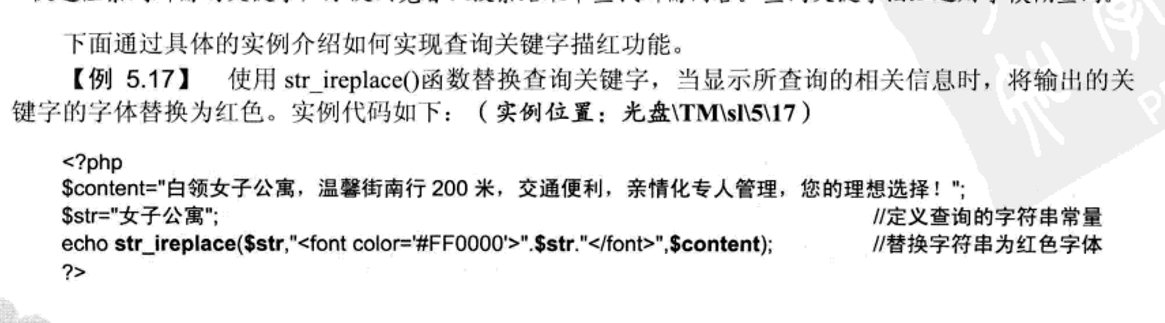 下面通过具体的实例介绍如何实现查询关键字描红功能。
【例 5.17】 使用 str_ireplace()函数替换查询关键字，当显示所查询的相关信息时，将输出的关
键字的字体替换为红色。实例代码如下：（实例位置：光盘\TM\sl\5\17）
<?php
$content="白领女子公寓，温馨街南行 200 米，交通便利，亲情化专人管理，您的理想选择！";
$str="女子公寓"; //定义查询的字符串常量
echo str_ireplace($str,"<font color='#FF0000'>".$str."</font>",$content); //替换字符串为红色字体
?>